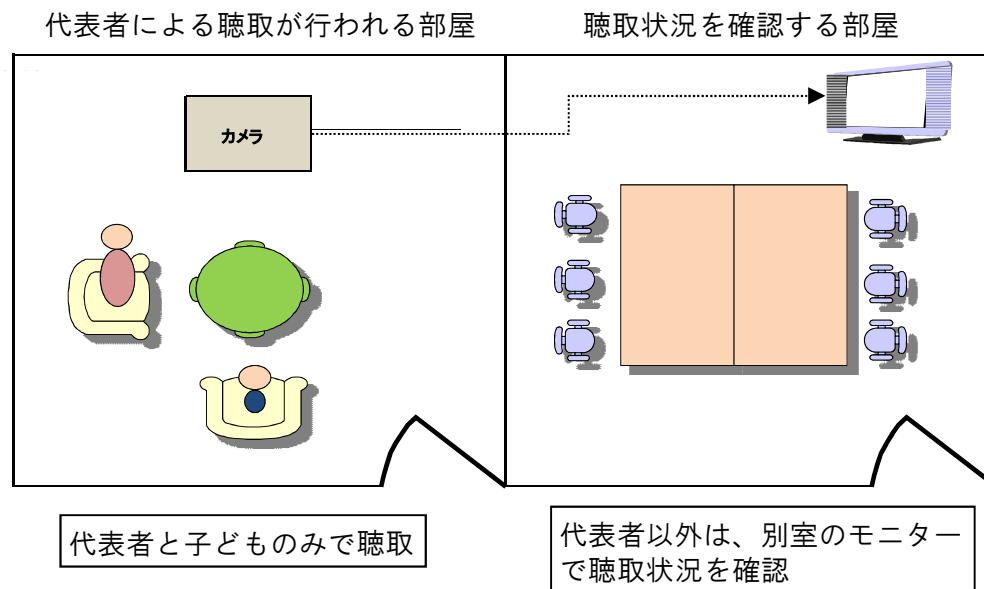 代表者による聴取が行われる部屋
聴取状況を確認する部屋
カメラ
代表者と子どものみで聴取
代表者以外は、別室のモニター
で聴取状況を確認